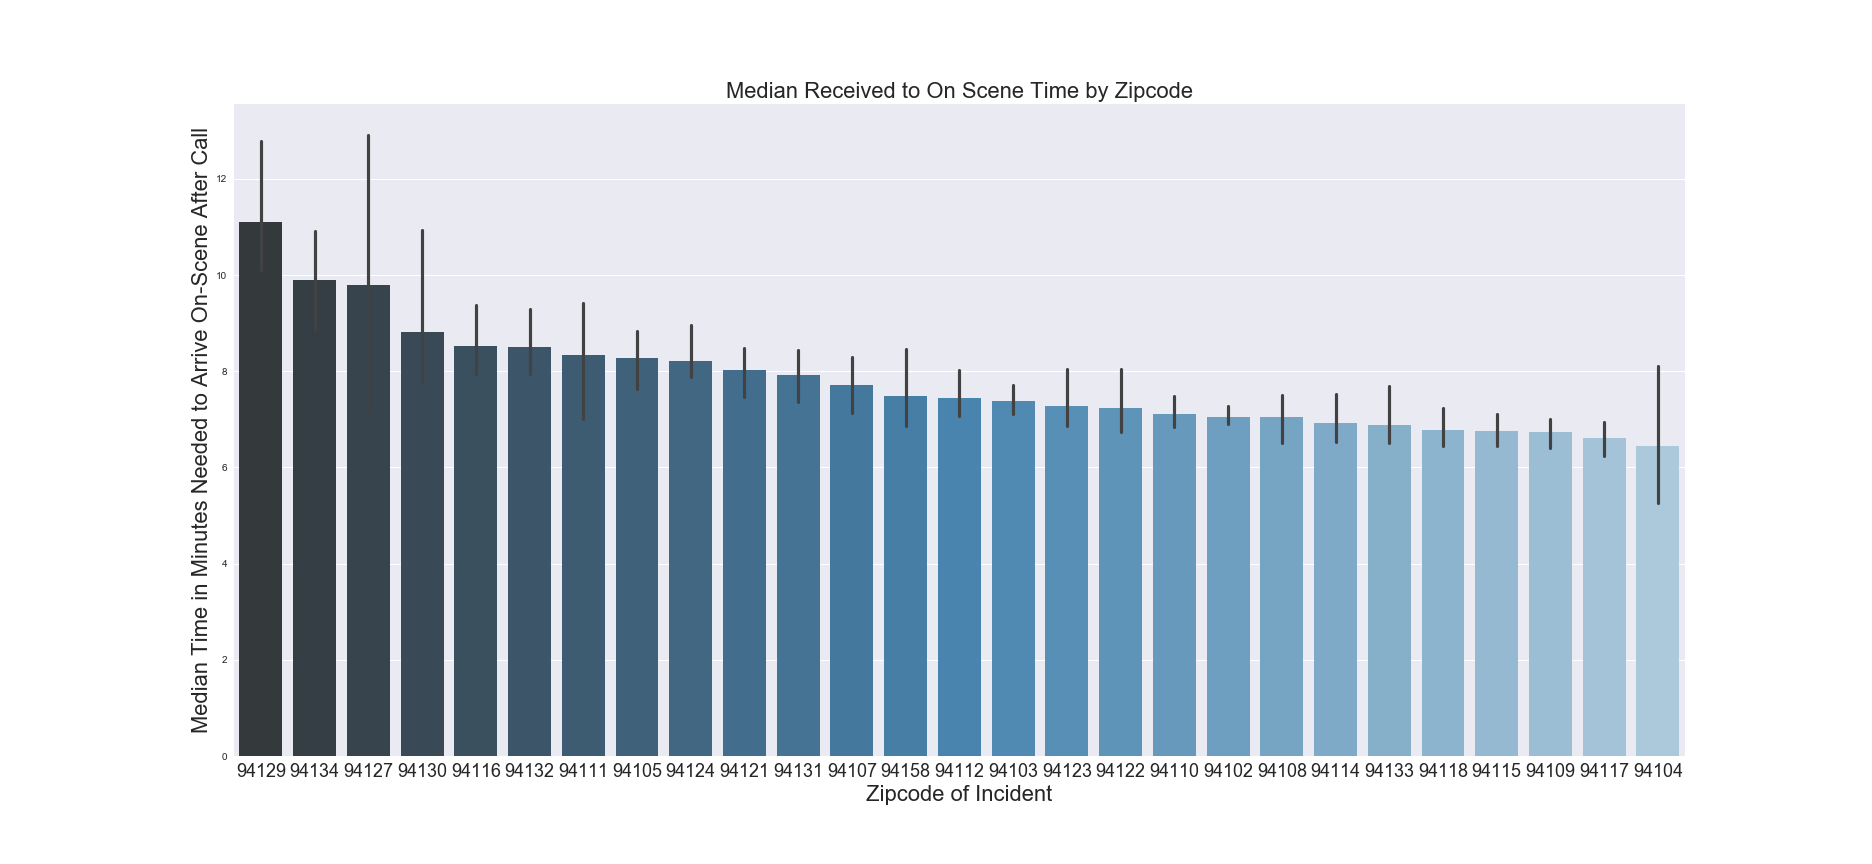 Median Received to On Scene Time by Zipcode
Median Time in Minutes Needed to Arrive On-Scene After Call
12
10
8
6
4
2
0
94129 94134 94127 94130 94116 94132 94111 94105 94124 94121 94131 94107 94158 94112 94103 94123 94122 94110 94102 94108 94114 94133 94118 94115 94109 94117 94104
Zipcode of Incident